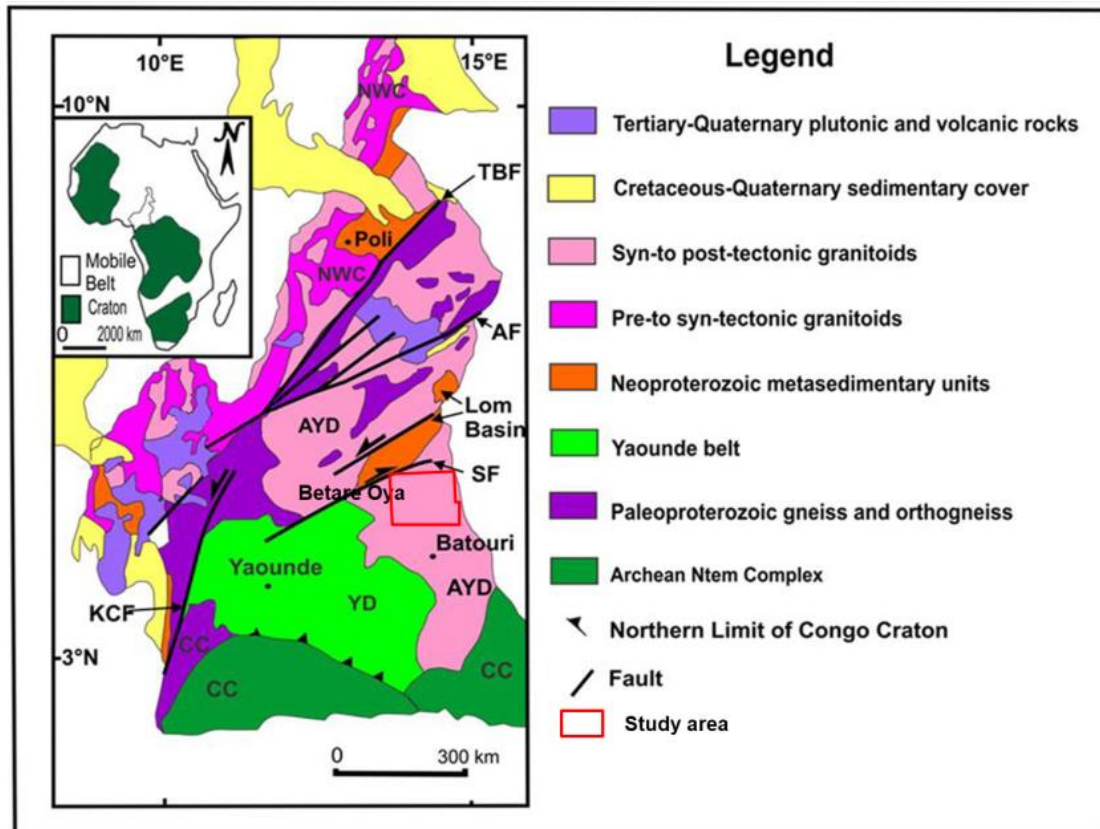 10°E
15°E
NWC
10°N
N
Mobile
Belt
Craton
0 2000 km
TBF
Poli
NWC
AF
Lom
Basin
AYD
SF
Betare Oya
Batouri
Yaounde
YD
AYD
KCF
CC
3°N
CC
CC
0 300 km
Legend
Tertiary-Quaternary plutonic and volcanic rocks
Cretaceous-Quaternary sedimentary cover
Syn-to post-tectonic granitoids
Pre-to syn-tectonic granitoids
Neoproterozoic metasedimentary units
Yaounde belt
Paleoproterozoic gneiss and orthogneiss
Archean Ntem Complex
Northern Limit of Congo Craton
Fault
Study area